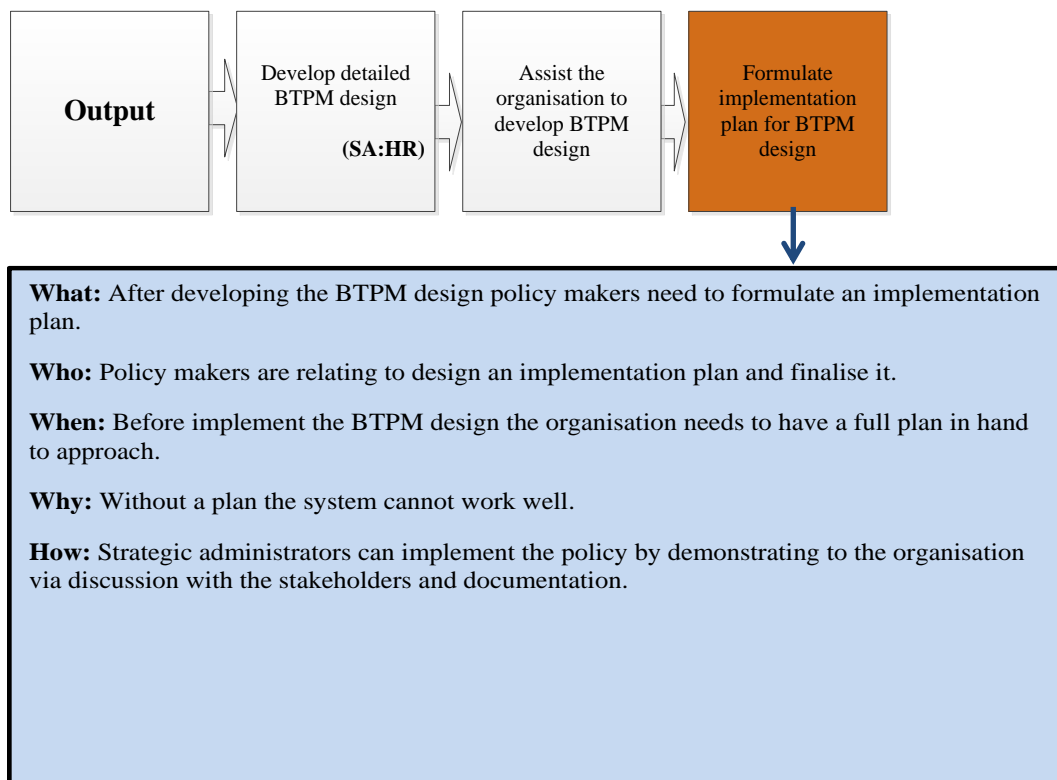 Output
Develop detailed
BTPM design
(SA:HR)
Assist the
organisation to
develop BTPM
design
Formulate
implementation
plan for BTPM
design
What: After developing the BTPM design policy makers need to formulate an implementation
plan.
Who: Policy makers are relating to design an implementation plan and finalise it.
When: Before implement the BTPM design the organisation needs to have a full plan in hand
to approach.
Why: Without a plan the system cannot work well.
How: Strategic administrators can implement the policy by demonstrating to the organisation
via discussion with the stakeholders and documentation.